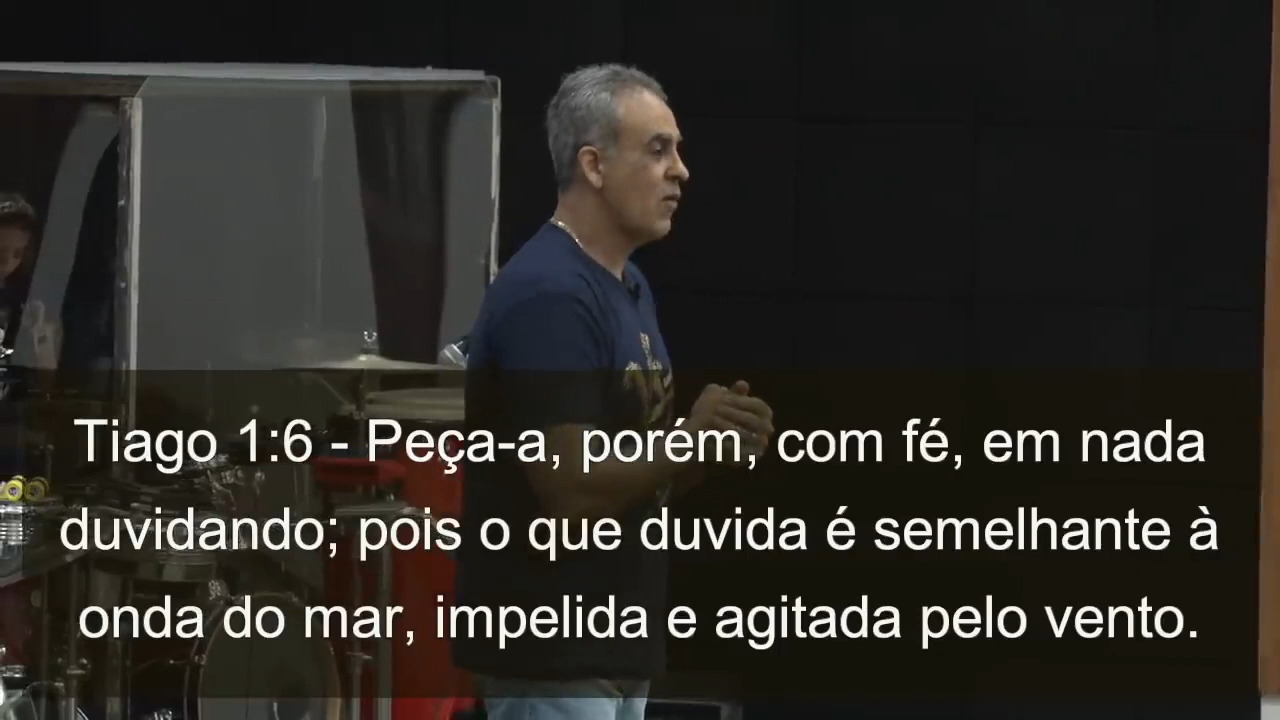 Tiago 1:6 - Peça-a, porém, com fé, em nada
duvidando; pois o que duvida é semelhante à
onda do mar, impelida e agitada pelo vento.